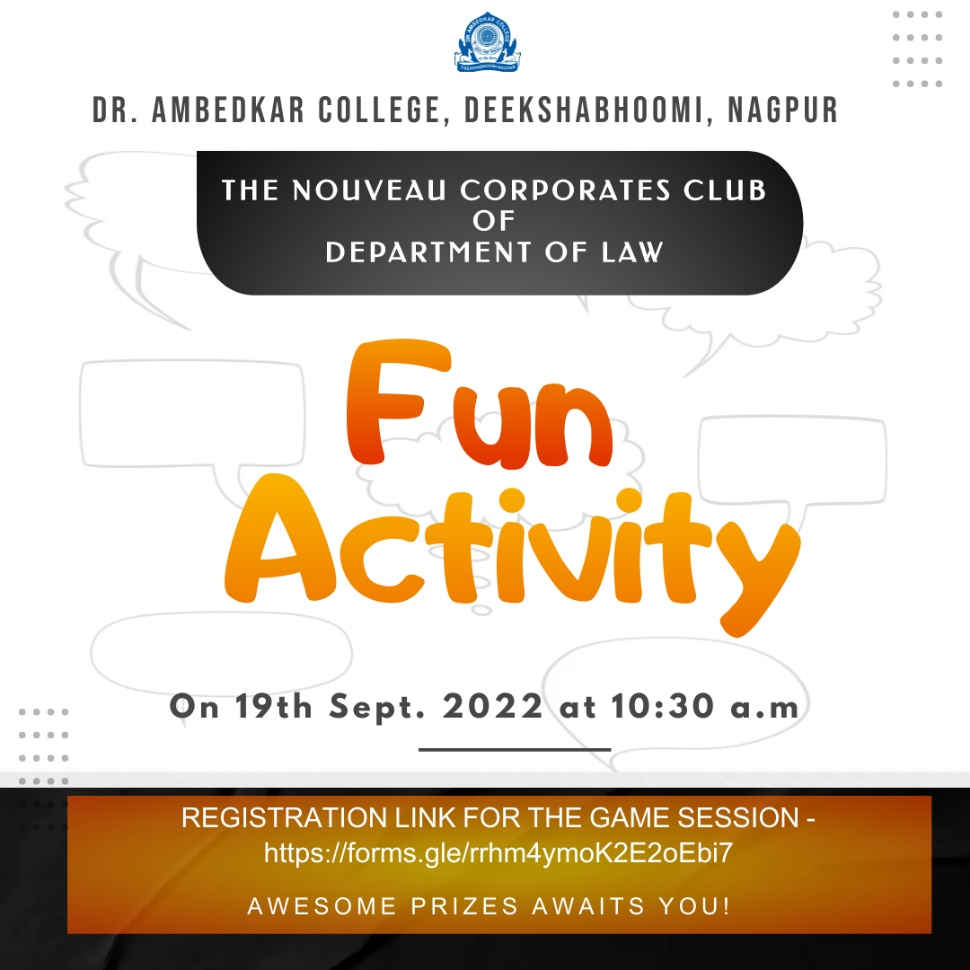 DR. AMBEDKAR COLLEGE, DEEKSHABHOOMI, NAGPUR
THE NOUVEAU CORPORATES CLUB
OF
DEPARTMENT OF LAW
Fun
Activity
On 19th Sept. 2022 at 10:30 a.m
REGISTRATION LINK FOR THE GAME SESSION -
https://forms.gle/rrhm4ymoK2E2oEbi7
AWESOME PRIZES AWAITS YOU!